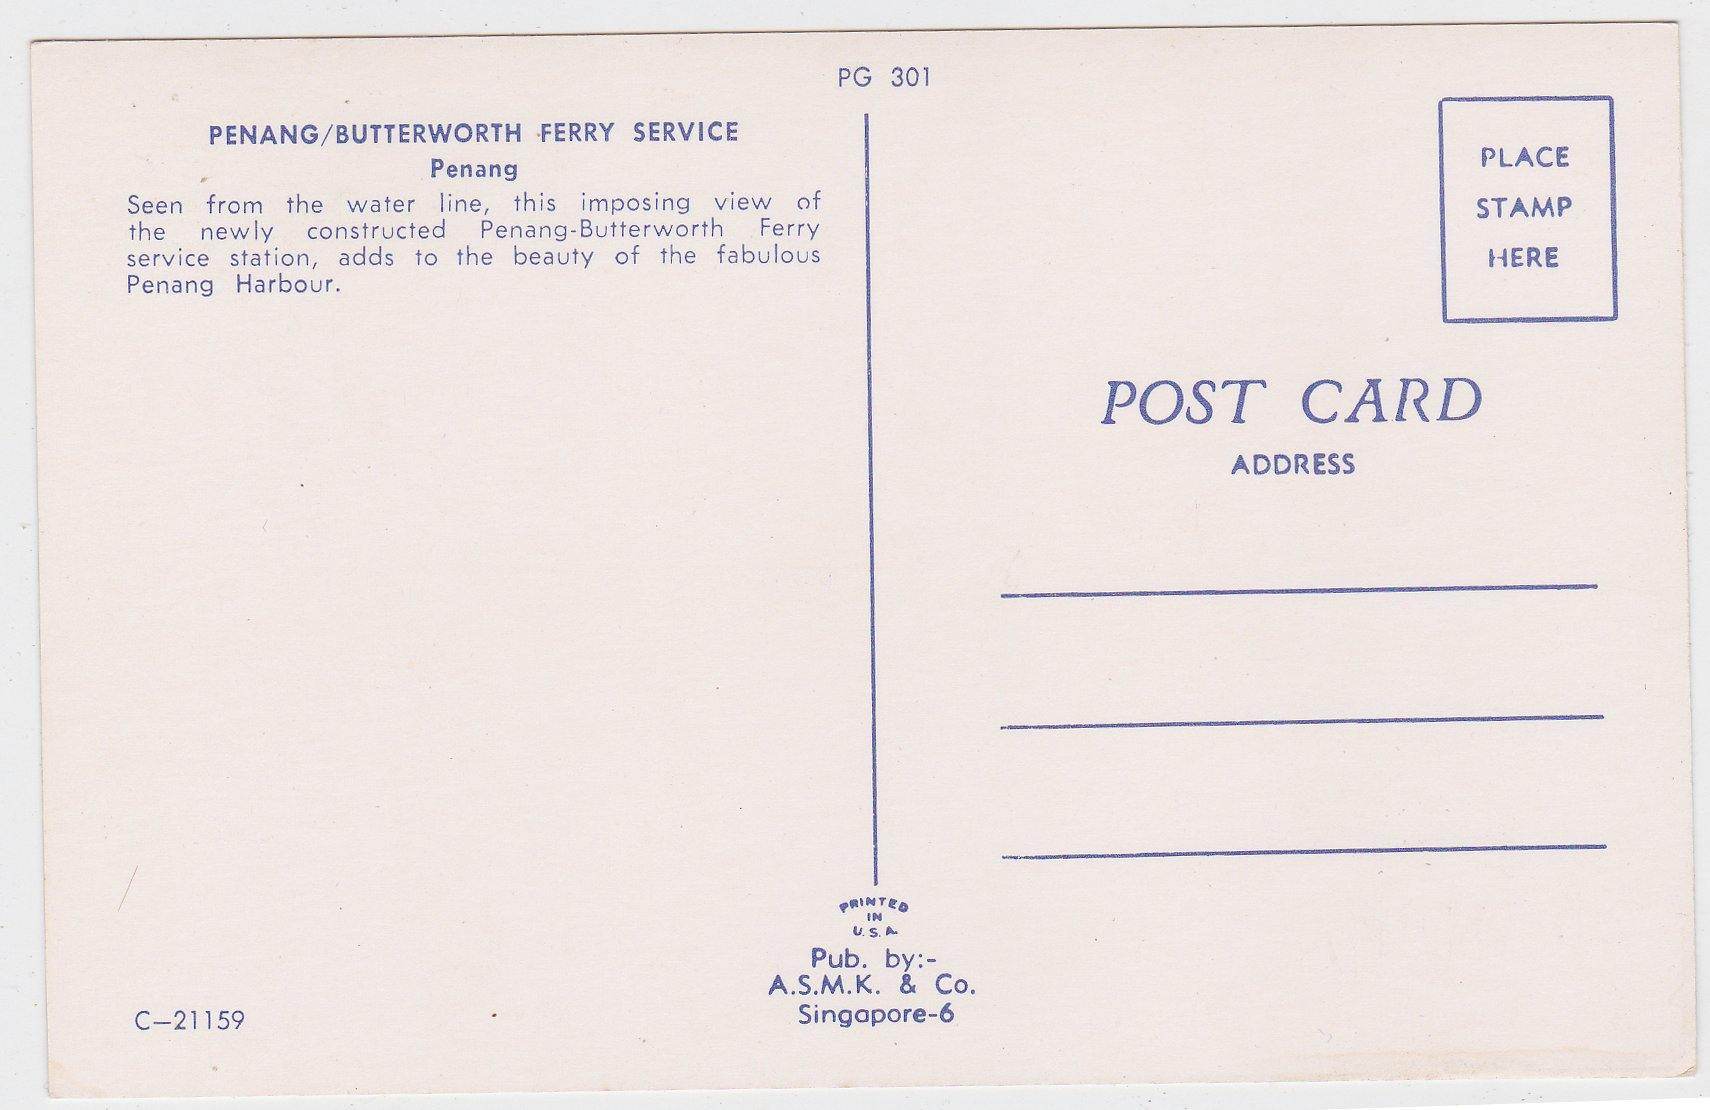 PG 301
PENANG/BUTTERWORTH FERRY SERVICE
Penang
Seen from the water line, this imposing view of
the newly constructed Penang-Butterworth Ferry
service station, adds to the beauty of the fabulous
Penang Harbour.
PLACE
STAMP
HERE
POST CARD
ADDRESS
PRINTED
IN
U.S.A.
Pub. by:-
A.S.M.K. & Co.
Singapore-6
C—21159